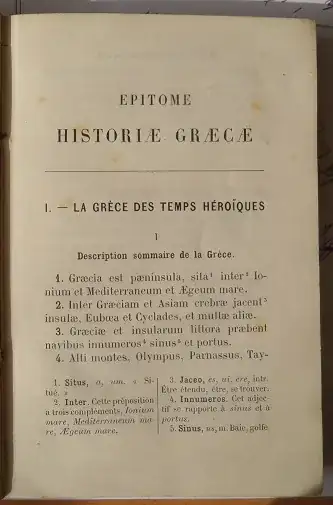 EPITOME
HISTORIÆ GRÆCÆ
I. — LA GRÈCE DES TEMPS HÉROÏQUES
I
Description sommaire de la Grèce.
1. Græcia est pæninsula, sita¹ inter² Io-
nium et Mediterraneum et Ægeum mare.
2. Inter Græciam et Asiam crebræ jacent³
insulæ, Eubœa et Cyclades, et multæ aliæ.
3. Græciæ et insularum littora præbent
navibus innumeros⁴ sinus⁵ et portus.
4. Alti montes, Olympus, Parnassus, Tay-
1. Situs, a, um. « Si-
tué. »
2. Inter. Cette préposition
a trois compléments, Ionium
mare, Mediterraneum ma-
re, Ægeum mare.
3. Jaceo, es, ui, ere, intr.
Être étendu, être, se trouver.
4. Innumeros. Cet adjec-
tif se rapporte à sinus et à
portus.
5. Sinus, us, m. Baie, golfe